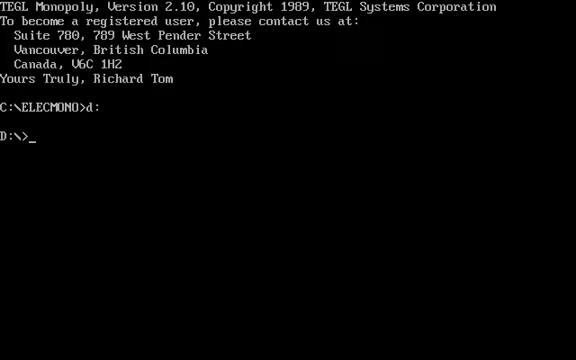 TEGL Monopoly, Version 2.10, Copyright 1989, TEGL Systems Corporation
To become a registered user, please contact us at:
Suite 780, 789 West Pender Street
Vancouver, British Columbia
Canada, V6C 1H2
Yours Truly, Richard Tom
C:\ELECMONO>d:
D:\>_